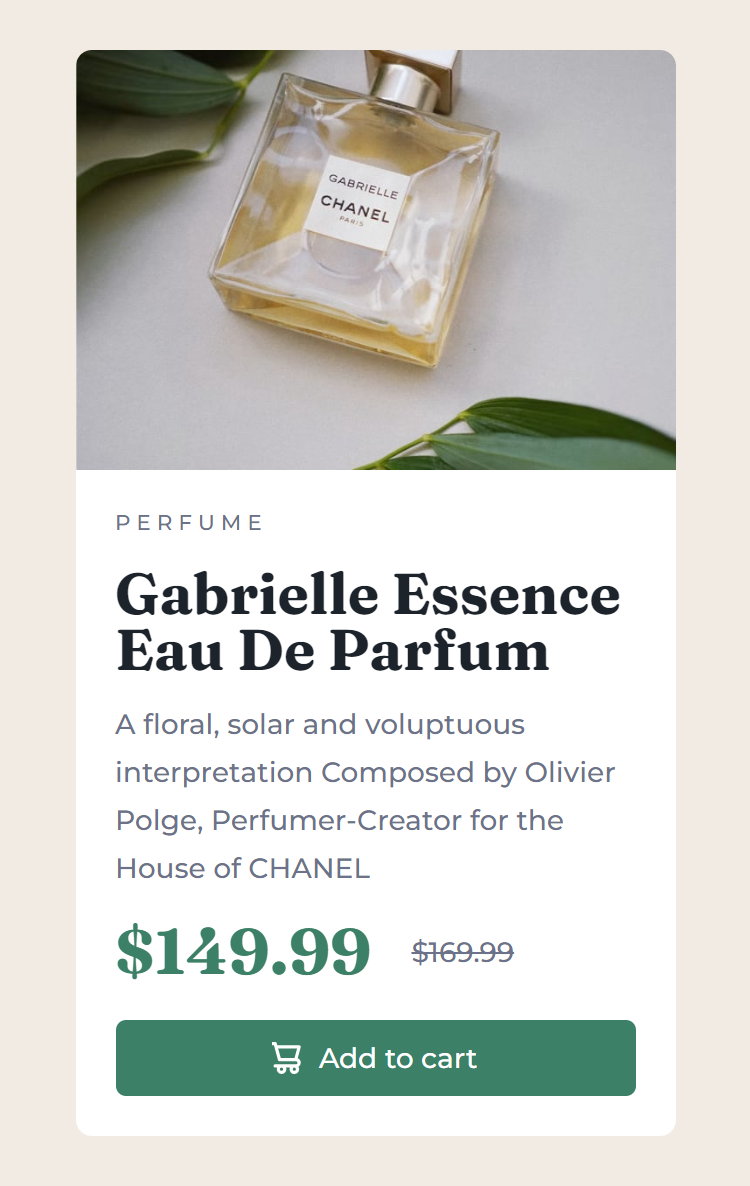 GABRIELLE
CHANEL
PARIS
PERFUME
Gabrielle Essence
Eau De Parfum
A floral, solar and voluptuous
interpretation Composed by Olivier
Polge, Perfumer-Creator for the
House of CHANEL
$149.99 $169.99
Add to cart